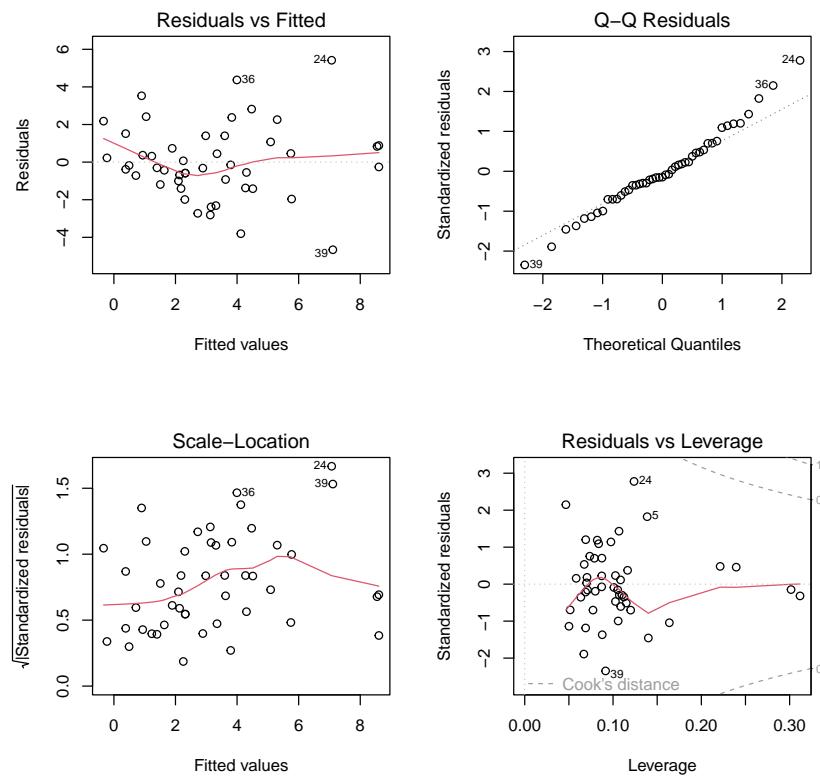 Residuals vs Fitted
Residuals
6
4
2
0
−2
−4
24
36
39
0 2 4 6 8
Fitted values
Q−Q Residuals
Standardized residuals
3
2
1
0
−1
−2
24
36
39
−2 −1 0 1 2
Theoretical Quantiles
Scale−Location
√|Standardized residuals|
1.5
1.0
0.5
0.0
24
39
36
0 2 4 6 8
Fitted values
Residuals vs Leverage
Standardized residuals
3
2
1
0
−1
−2
24
5
39
1
0
0
Cook's distance
0.00 0.10 0.20 0.30
Leverage